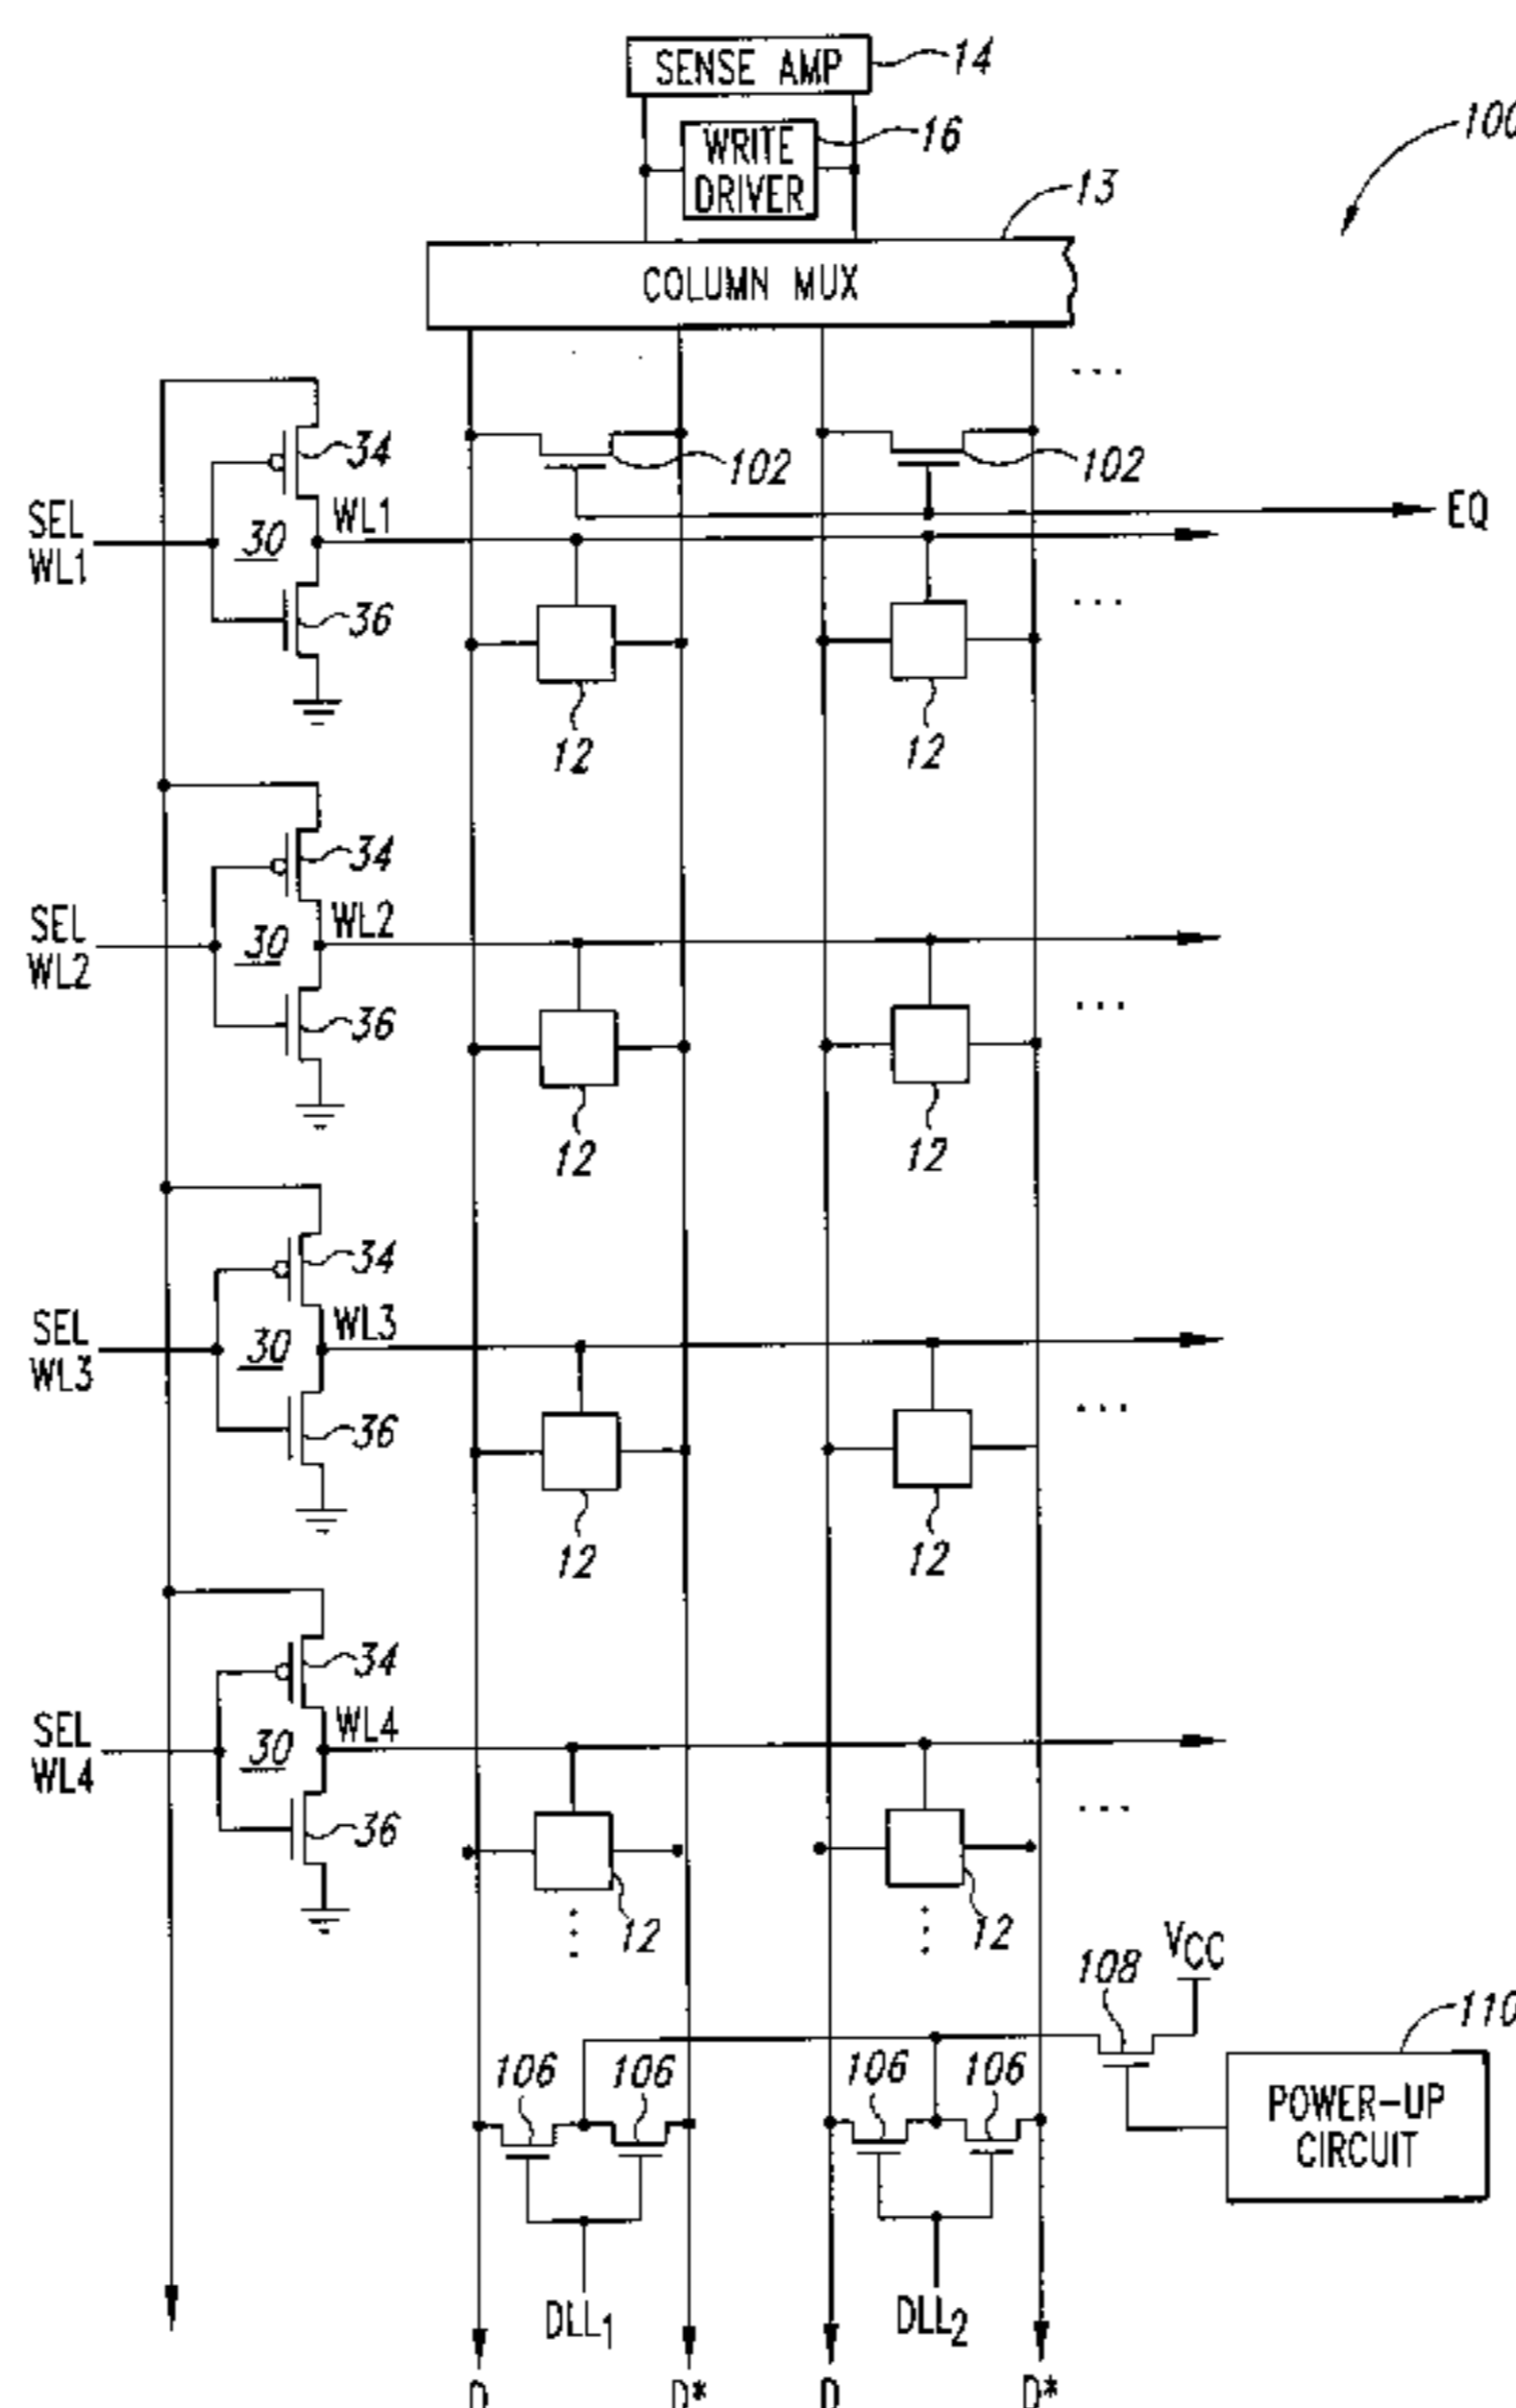 SENSE AMP
14
WRITE
DRIVER
16
100
13
COLUMN MUX
...
34
102
102
SEL
WL1
30
WL1
EQ
36
...
12
12
34
SEL
WL2
30
WL2
36
...
12
12
34
SEL
WL3
30
WL3
36
...
12
12
34
SEL
WL4
30
WL4
36
...
12
12
108
VCC
110
106
106
106
106
POWER-UP
CIRCUIT
DLL1
DLL2
D
D*
D
D*